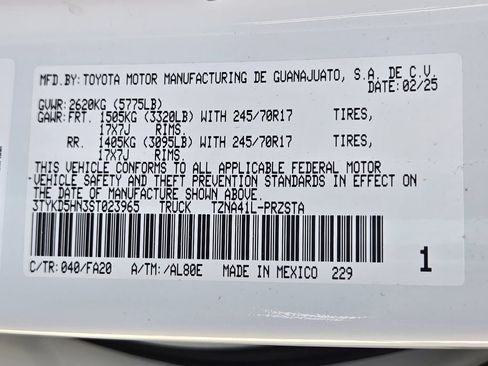 MFD.BY: TOYOTA MOTOR MANUFACTURING DE GUANAJUATO, S.A. DE C.V.
DATE: 02/25
GVWR: 2620KG (5775LB)
GAWR: FRT. 1505KG (3320LB) WITH 245/70R17 TIRES,
17X7J RIMS.
RR. 1405KG (3095LB) WITH 245/70R17 TIRES,
17X7J RIMS.
THIS VEHICLE CONFORMS TO ALL APPLICABLE FEDERAL MOTOR
VEHICLE SAFETY AND THEFT PREVENTION STANDARDS IN EFFECT ON
THE DATE OF MANUFACTURE SHOWN ABOVE.
3TYKD5HN3ST023965 TRUCK TZNA41L-PRZSTA
C/TR: 040/FA20 A/TM: /AL80E MADE IN MEXICO 229
1